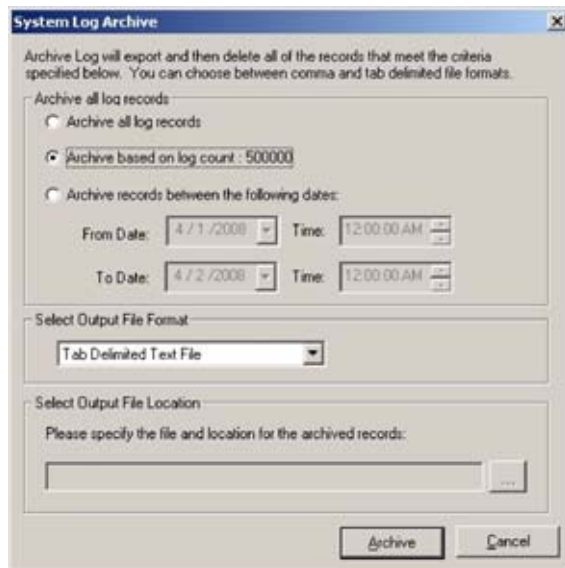 System Log Archive
Archive Log will export and then delete all of the records that meet the criteria
specified below. You can choose between comma and tab delimited file formats.
Archive all log records
Archive all log records
Archive based on log count : 500000
Archive records between the following dates:
From Date: 4 / 1 /2008 Time: 12:00:00 AM
To Date: 4 / 2 /2008 Time: 12:00:00 AM
Select Output File Format
Tab Delimited Text File
Select Output File Location
Please specify the file and location for the archived records:
...
Archive Cancel